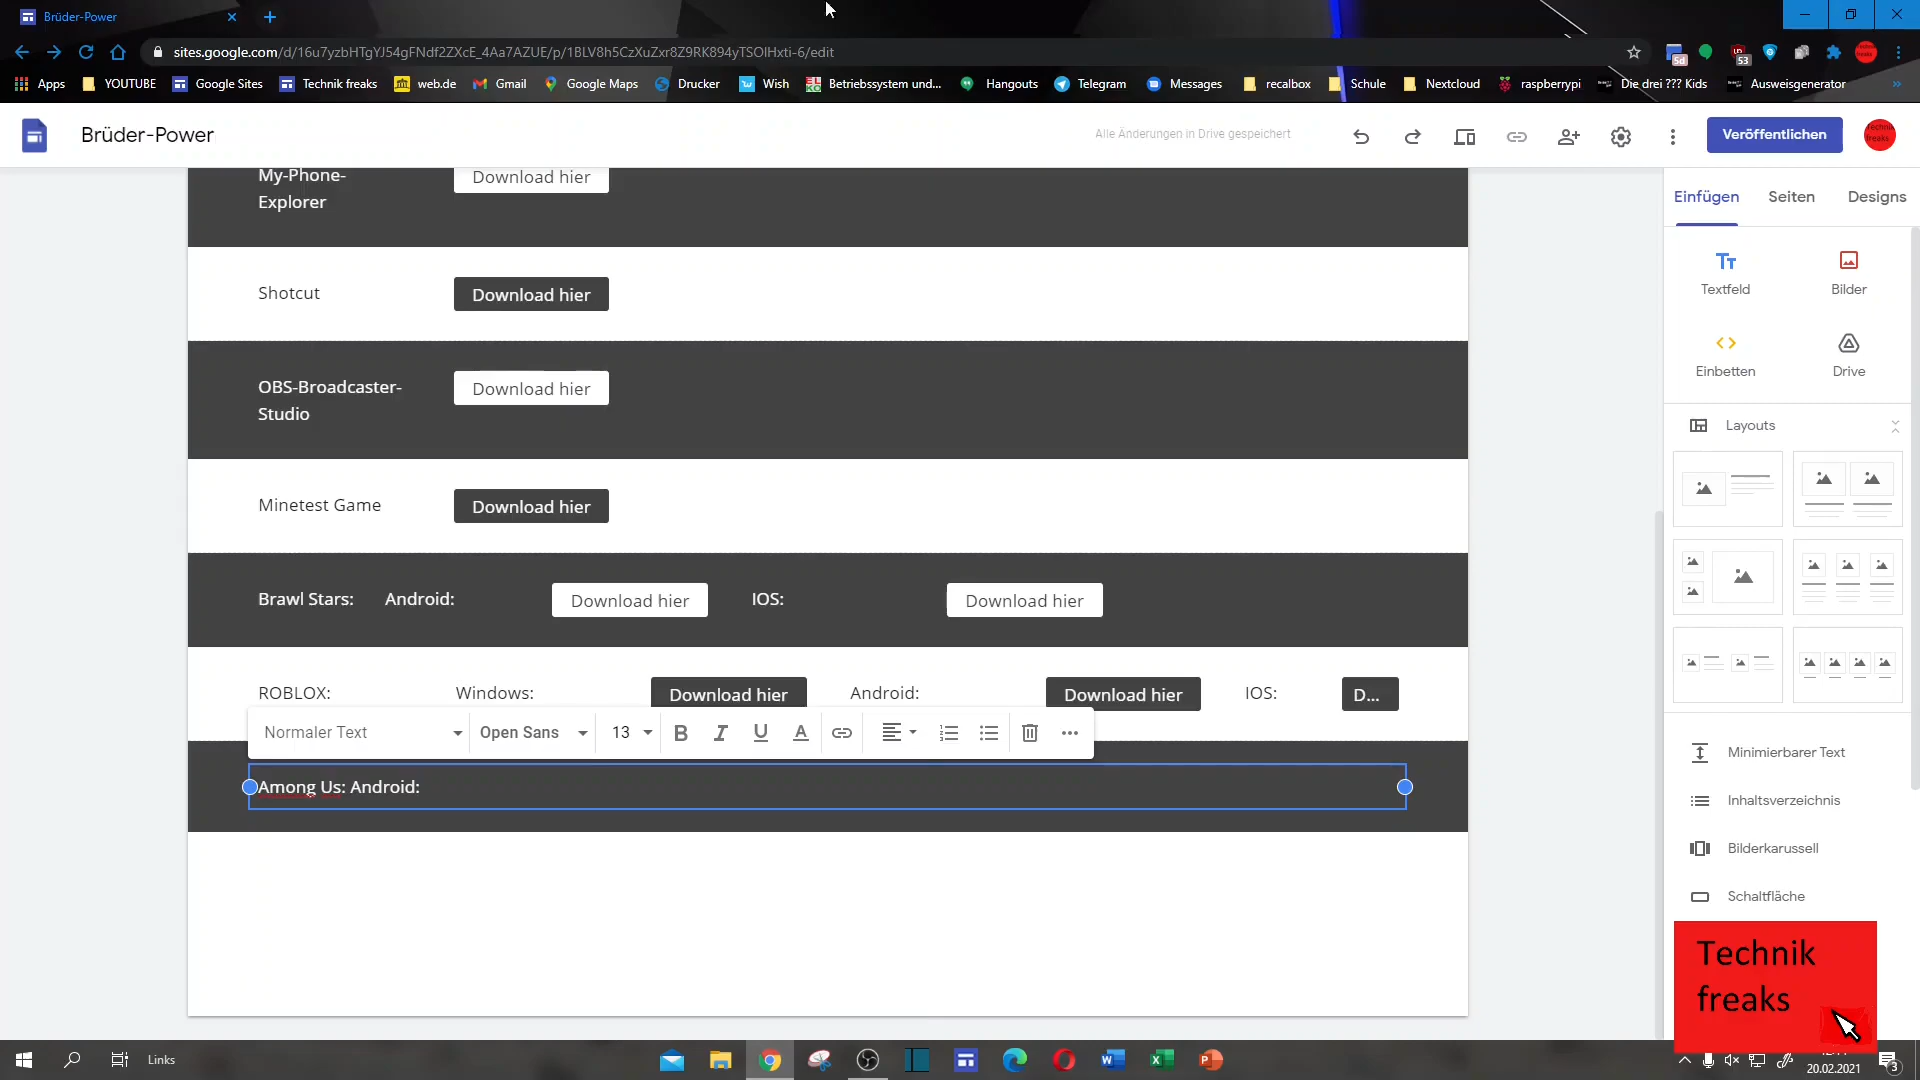 Brüder-Power
sites.google.com/d/16u7yzbHTgYJ54gFNdf2ZXcE_4Aa7AZUE/p/1BLV8h5CzXuZxr8Z9RK894yTSOlHxti-6/edit
Sd
53
Apps
YOUTUBE
Google Sites
Technik freaks
web.de
Gmail
Google Maps
Drucker
Wish
Betriebssystem und...
Hangouts
Telegram
Messages
recalbox
Schule
Nextcloud
raspberrypi
Die drei ??? Kids
Ausweisgenerator
»
Brüder-Power
Alle Änderungen in Drive gespeichert
Veröffentlichen
Technik freaks
My-Phone-
Explorer
Download hier
Shotcut
Download hier
OBS-Broadcaster-
Studio
Download hier
Minetest Game
Download hier
Brawl Stars:
Android:
Download hier
IOS:
Download hier
ROBLOX:
Windows:
Download hier
Android:
Download hier
IOS:
D...
Normaler Text
Open Sans
13
B
I
U
A
Among Us: Android:
Einfügen
Seiten
Designs
Textfeld
Bilder
Einbetten
Drive
Layouts
Minimierbarer Text
Inhaltsverzeichnis
Bilderkarussell
Schaltfläche
Technik
freaks
Links
20.02.2021
3